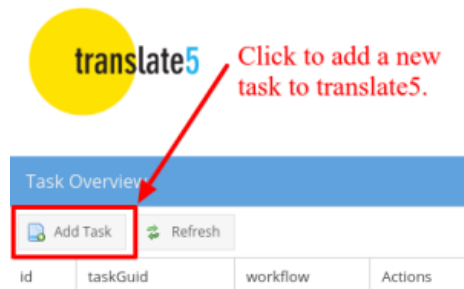 translate5
Click to add a new
task to translate5.
Task Overview
Add Task Refresh
id taskGuid workflow Actions